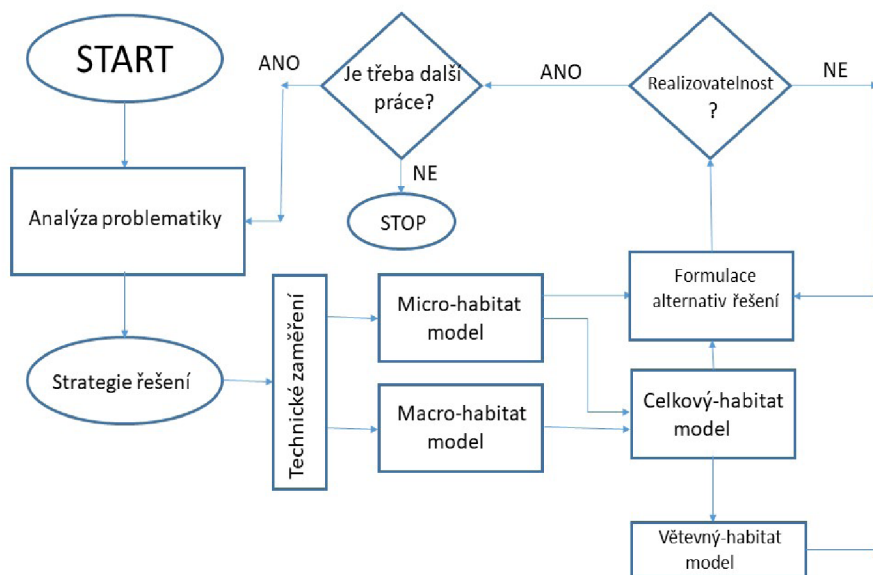 START
ANO
Je třeba další
práce?
ANO
Realizovatelnost
?
NE
NE
STOP
Analýza problematiky
Strategie řešení
Technické zaměření
Micro-habitat
model
Macro-habitat
model
Formulace
alternativ řešení
Celkový-habitat
model
Větevný-habitat
model